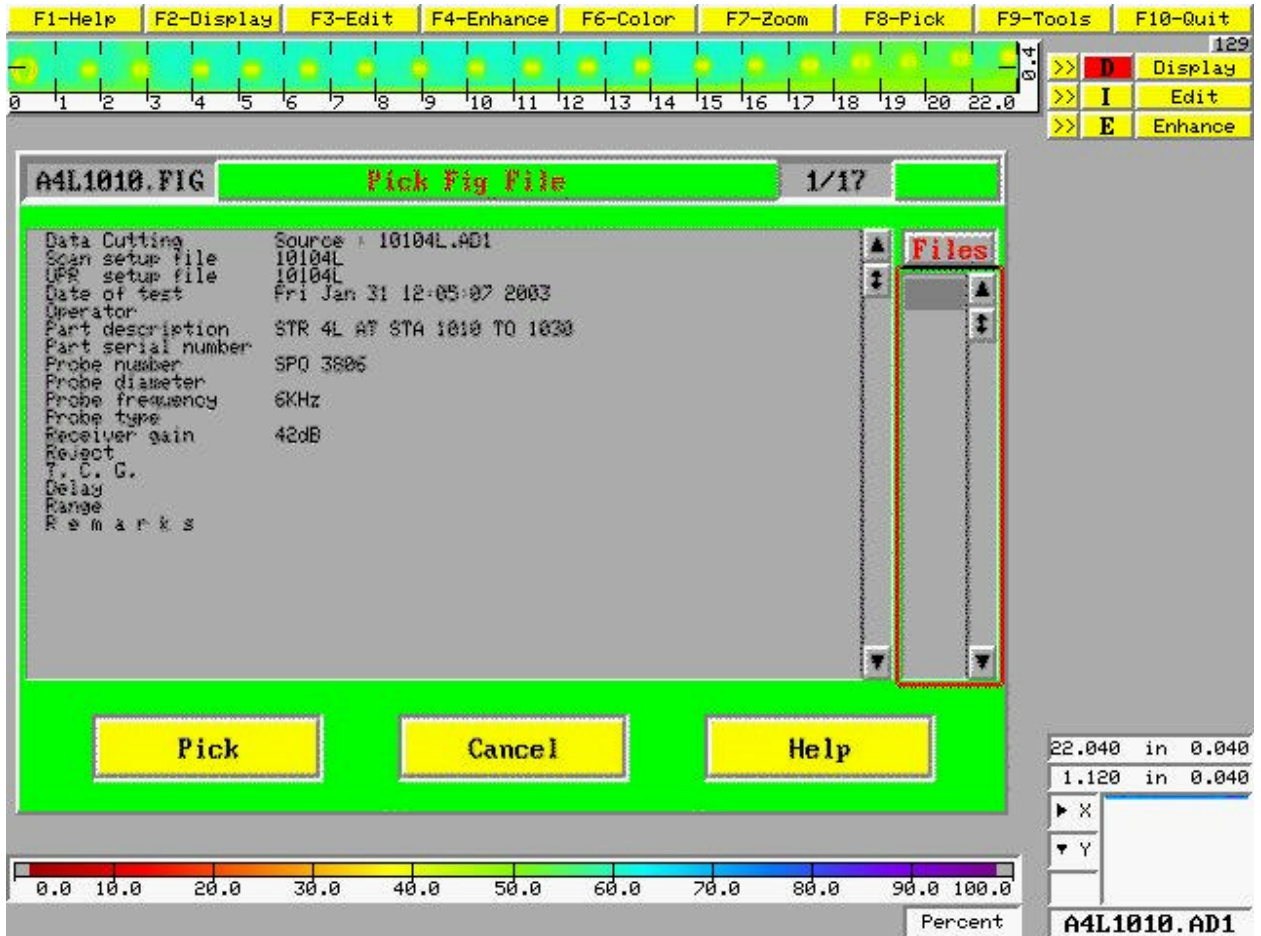 F1-Help F2-Display F3-Edit F4-Enhance F6-Color F7-Zoom F8-Pick F9-Tools F10-Quit
129
0.4
>> D Display
0 1 2 3 4 5 6 7 8 9 10 11 12 13 14 15 16 17 18 19 20 22.0
>> I Edit
>> E Enhance
A4L1010.FIG Pick Fig File 1/17
Data Cutting Source : 10104L.AD1
Files
Scan setup file 10104L
UPR setup file 10104L
Date of test Fri Jan 31 12:05:07 2003
Operator
Part description STR 4L AT STA 1010 TO 1030
Part serial number
Probe number SPO 3806
Probe diameter
Probe frequency 6KHz
Probe type
Receiver gain 42dB
Reject
T. C. G.
Delay
Range
R e m a r k s
Pick Cancel Help
22.040 in 0.040
1.120 in 0.040
X
Y
0.0 10.0 20.0 30.0 40.0 50.0 60.0 70.0 80.0 90.0 100.0
Percent
A4L1010.AD1